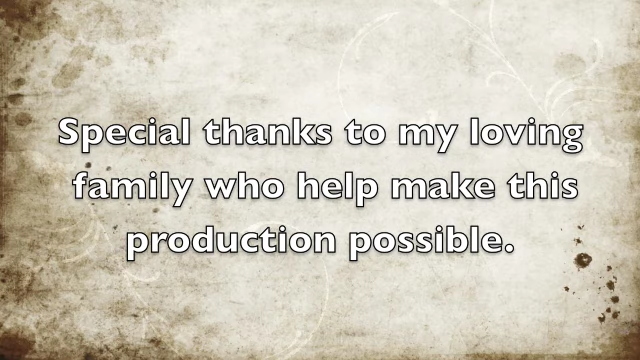 Special thanks to my loving
family who help make this
production possible.